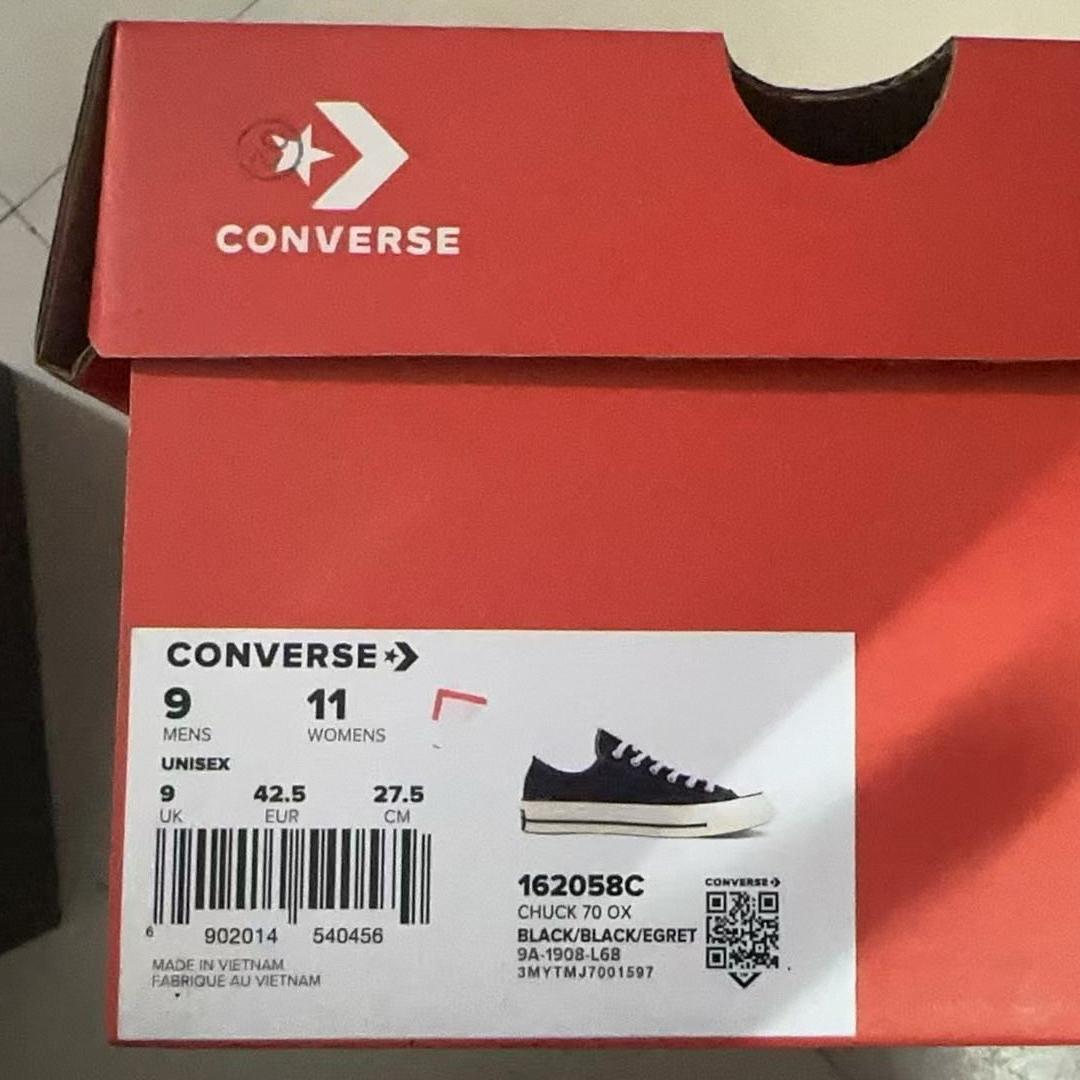 CONVERSE
CONVERSE
9 11
MENS WOMENS
UNISEX
9 42.5 27.5
UK EUR CM
6 902014 540456
MADE IN VIETNAM
FABRIQUE AU VIETNAM
162058C
CHUCK 70 OX
BLACK/BLACK/EGRET
9A-1908-L68
3MYTMJ7001597
CONVERSE